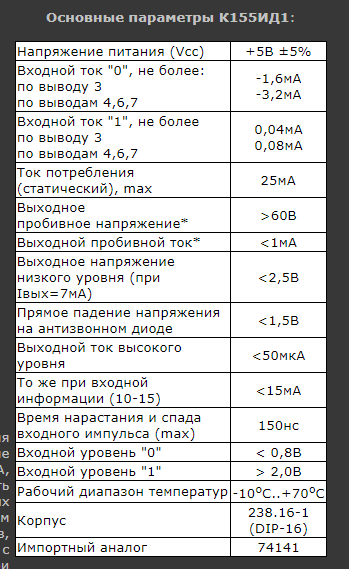 Основные параметры К155ИД1:
Напряжение питания (Vcc) +5В ±5%
Входной ток "0", не более:
по выводу 3 -1,6мА
по выводам 4,6,7 -3,2мА
Входной ток "1", не более
по выводу 3 0,04мА
по выводам 4,6,7 0,08мА
Ток потребления
(статический), max 25мА
Выходное
пробивное напряжение* >60В
Выходной пробивной ток* <1мА
Выходное напряжение
низкого уровня (при <2,5В
Iвых=7мА)
Прямое падение напряжения
на антизвонном диоде <1,5В
Выходной ток высокого
уровня <50мкА
То же при входной
информации (10-15) <15мА
Время нарастания и спада
входного импульса (max) 150нс
Входной уровень "0" < 0,8В
Входной уровень "1" > 2,0В
Рабочий диапазон температур -10°С..+70°С
Корпус 238.16-1
(DIP-16)
Импортный аналог 74141